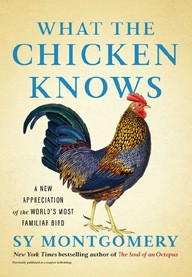 WHAT THE
CHICKEN
KNOWS
A NEW
APPRECIATION
OF THE WORLD'S MOST
FAMILIAR BIRD
SY MONTGOMERY
New York Times bestselling author of The Soul of an Octopus